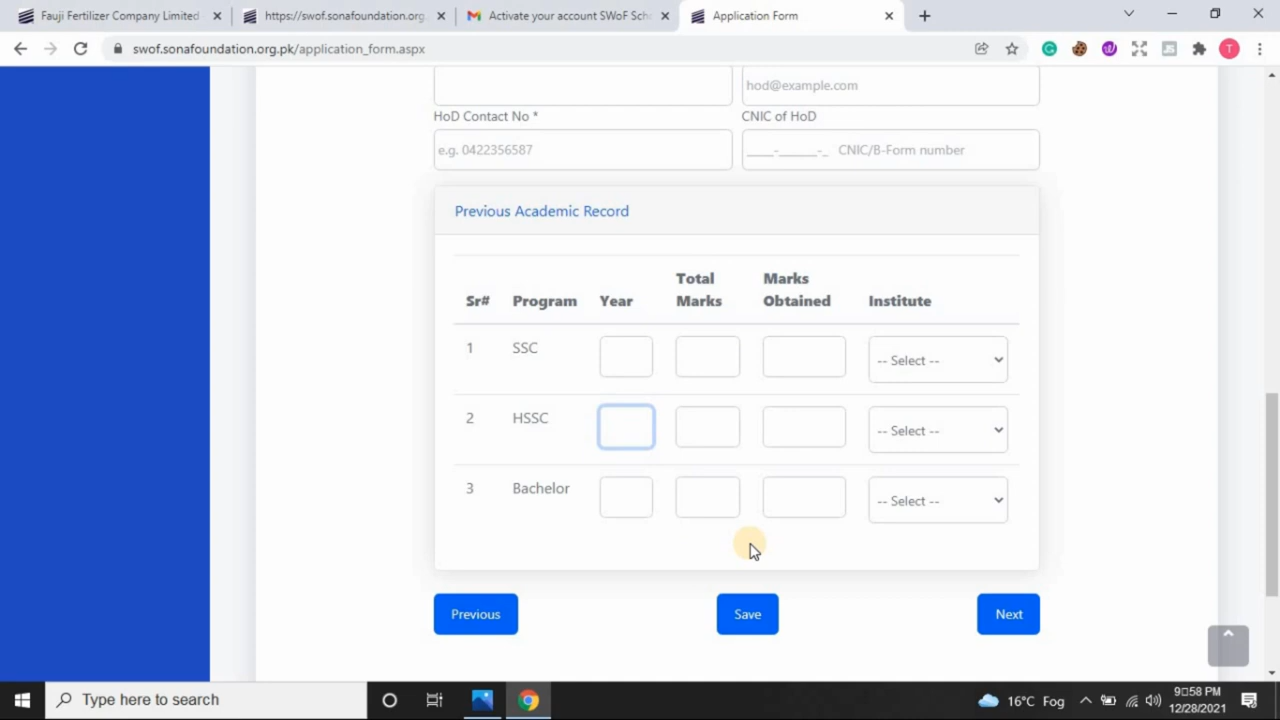 Fauji Fertilizer Company Limited
https://swof.sonafoundation.org.
Activate your account SWoF Sch
Application Form
swof.sonafoundation.org.pk/application_form.aspx
T
hod@example.com
HoD Contact No *
CNIC of HoD
e.g. 0422356587
____-______-_ CNIC/B-Form number
Previous Academic Record
Sr# Program Year Total Marks Marks Obtained Institute
1 SSC -- Select --
2 HSSC -- Select --
3 Bachelor -- Select --
Previous Save Next
Type here to search
16°C Fog
9:58 PM
12/28/2021